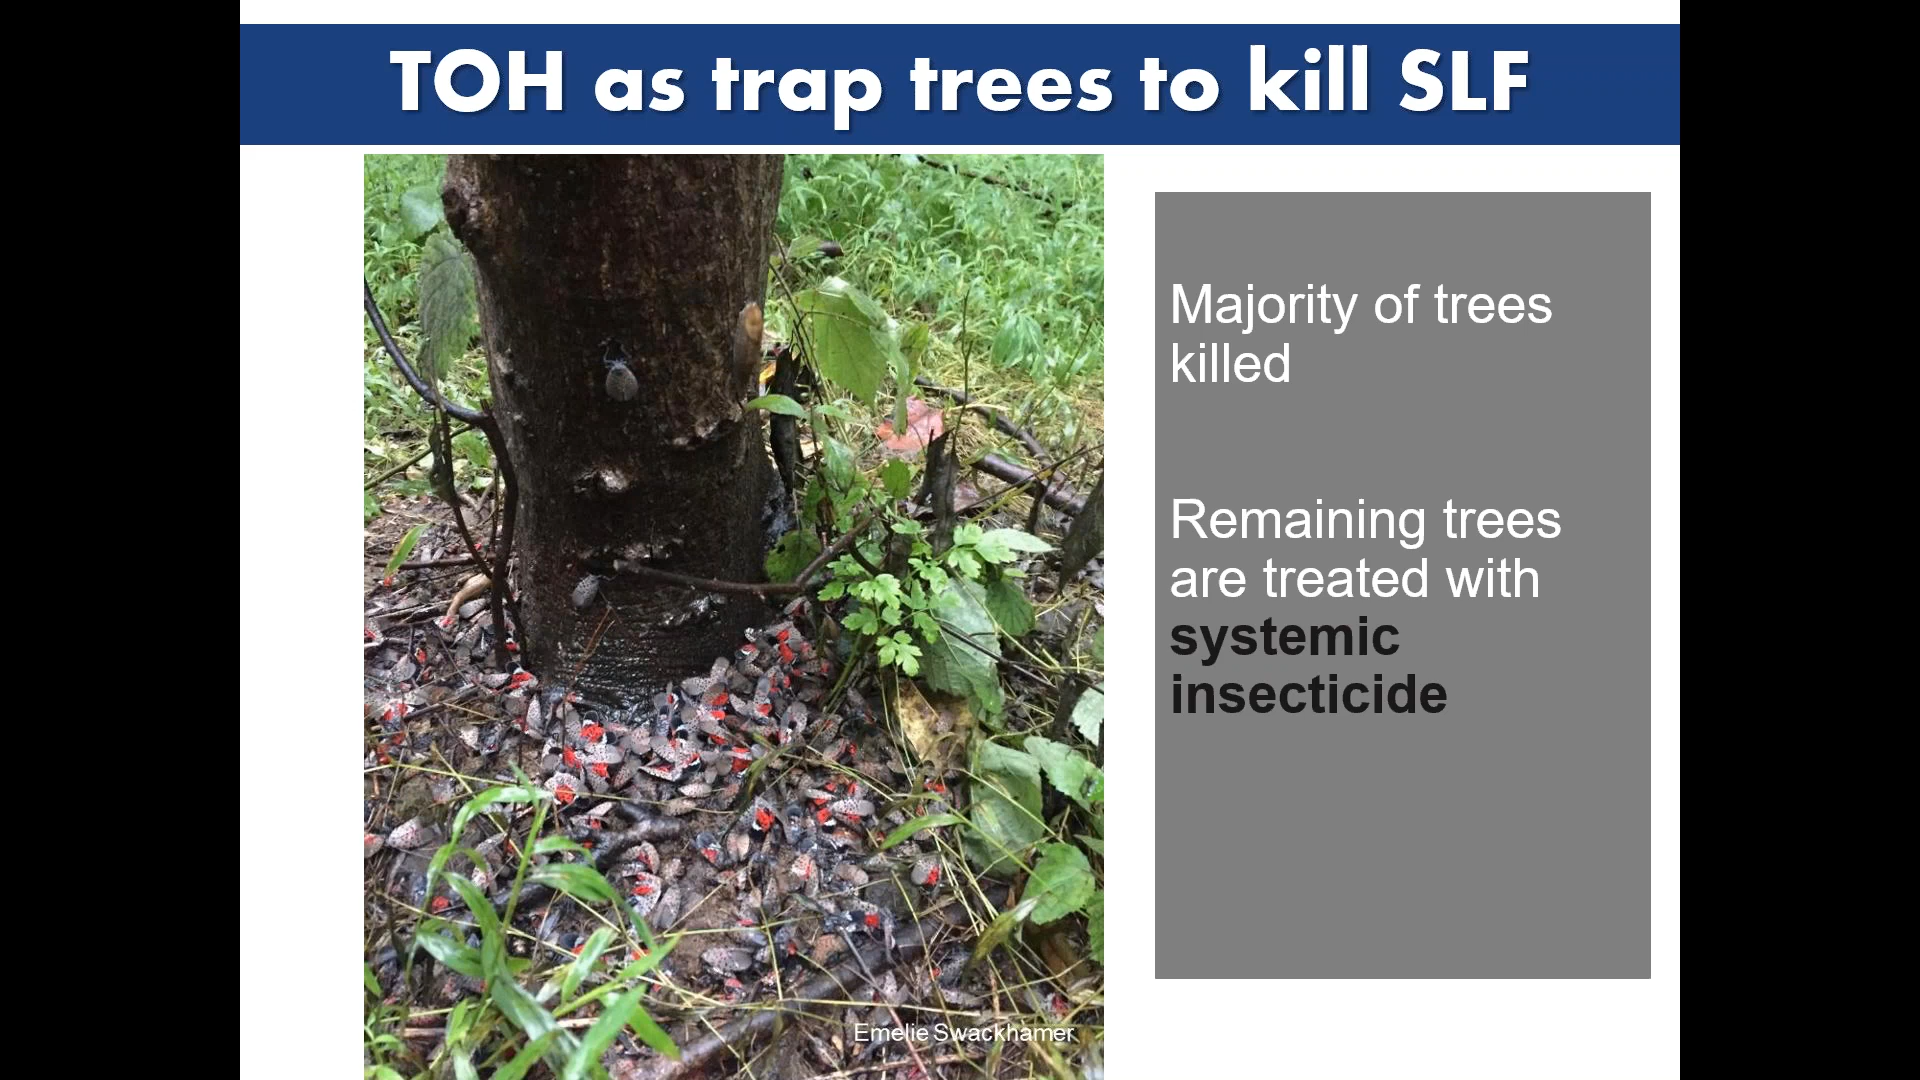 TOH as trap trees to kill SLF
Majority of trees
killed
Remaining trees
are treated with
systemic
insecticide
Emelie Swackhamer